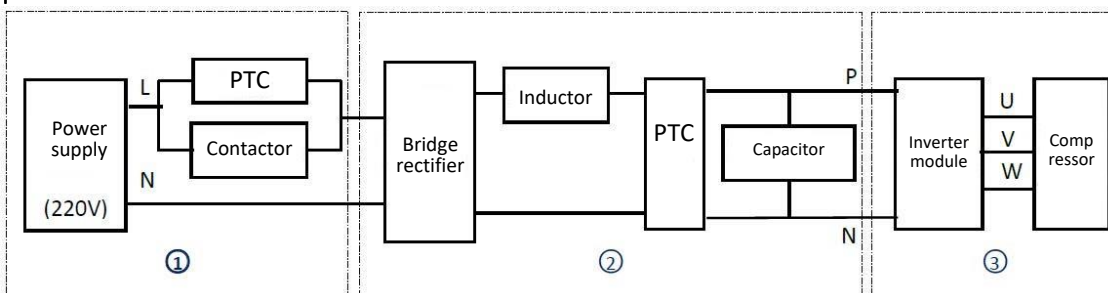 L
PTC
Power
supply
(220V)
Contactor
N
①
Bridge
rectifier
Inductor
PTC
P
Capacitor
N
②
Inverter
module
U
V
W
Comp
ressor
③